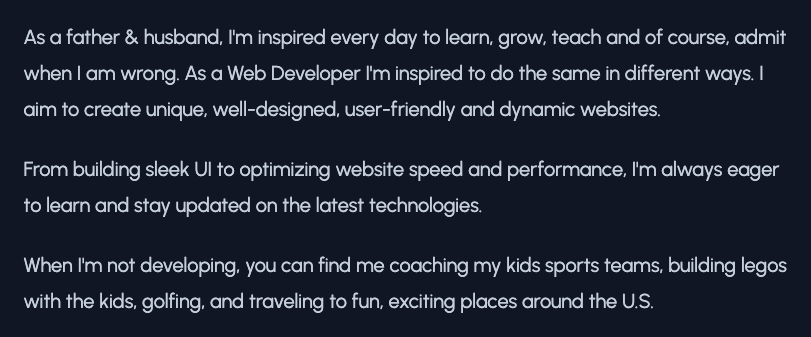 As a father & husband, I'm inspired every day to learn, grow, teach and of course, admit
when I am wrong. As a Web Developer I'm inspired to do the same in different ways. I
aim to create unique, well-designed, user-friendly and dynamic websites.
From building sleek UI to optimizing website speed and performance, I'm always eager
to learn and stay updated on the latest technologies.
When I'm not developing, you can find me coaching my kids sports teams, building legos
with the kids, golfing, and traveling to fun, exciting places around the U.S.